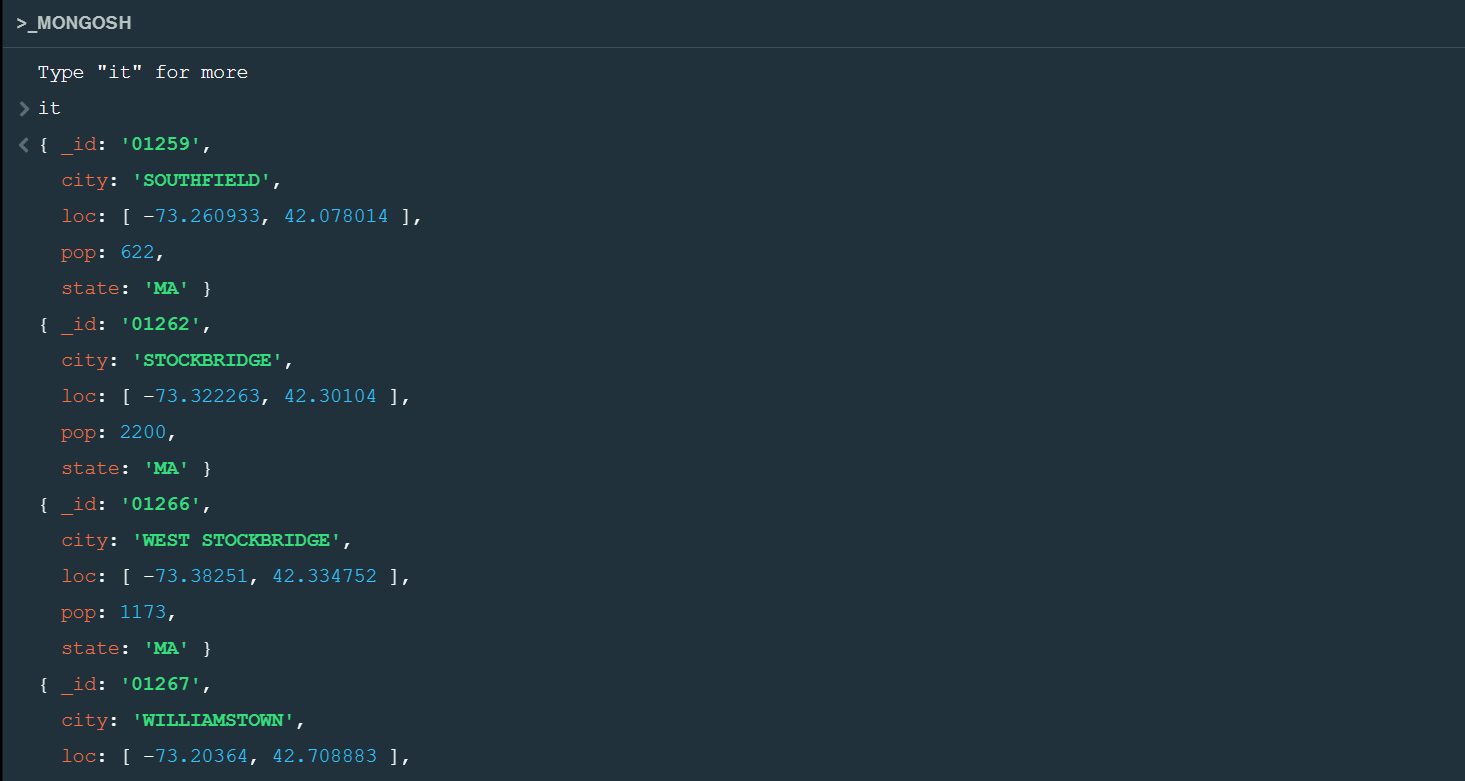 >_MONGOSH
Type "it" for more
> it
< { _id: '01259',
city: 'SOUTHFIELD',
loc: [ -73.260933, 42.078014 ],
pop: 622,
state: 'MA' }
{ _id: '01262',
city: 'STOCKBRIDGE',
loc: [ -73.322263, 42.30104 ],
pop: 2200,
state: 'MA' }
{ _id: '01266',
city: 'WEST STOCKBRIDGE',
loc: [ -73.38251, 42.334752 ],
pop: 1173,
state: 'MA' }
{ _id: '01267',
city: 'WILLIAMSTOWN',
loc: [ -73.20364, 42.708883 ],